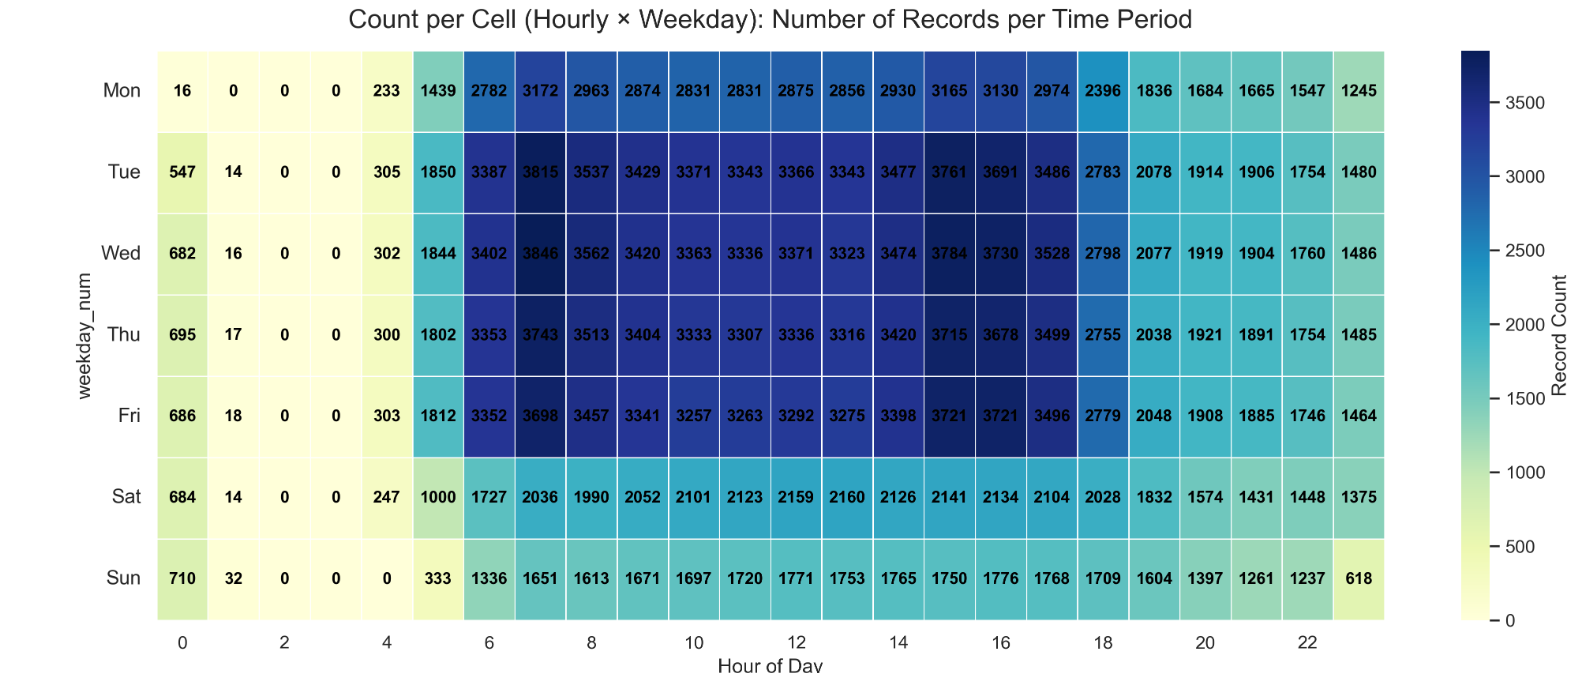 Count per Cell (Hourly × Weekday): Number of Records per Time Period
Mon 16 0 0 0 233 1439 2782 3172 2963 2874 2831 2831 2875 2856 2930 3165 3130 2974 2396 1836 1684 1665 1547 1245
Tue 547 14 0 0 305 1850 3387 3815 3537 3429 3371 3343 3366 3343 3477 3761 3691 3486 2783 2078 1914 1906 1754 1480
Wed 682 16 0 0 302 1844 3402 3846 3562 3420 3363 3336 3371 3323 3474 3784 3730 3528 2798 2077 1919 1904 1760 1486
Thu 695 17 0 0 300 1802 3353 3743 3513 3404 3333 3307 3336 3316 3420 3715 3678 3499 2755 2038 1921 1891 1754 1485
Fri 686 18 0 0 303 1812 3352 3698 3457 3341 3257 3263 3292 3275 3398 3721 3721 3496 2779 2048 1908 1885 1746 1464
Sat 684 14 0 0 247 1000 1727 2036 1990 2052 2101 2123 2159 2160 2126 2141 2134 2104 2028 1832 1574 1431 1448 1375
Sun 710 32 0 0 0 333 1336 1651 1613 1671 1697 1720 1771 1753 1765 1750 1776 1768 1709 1604 1397 1261 1237 618
0 2 4 6 8 10 12 14 16 18 20 22
Hour of Day
weekday_num
3500
3000
2500
2000
1500
1000
500
0
Record Count